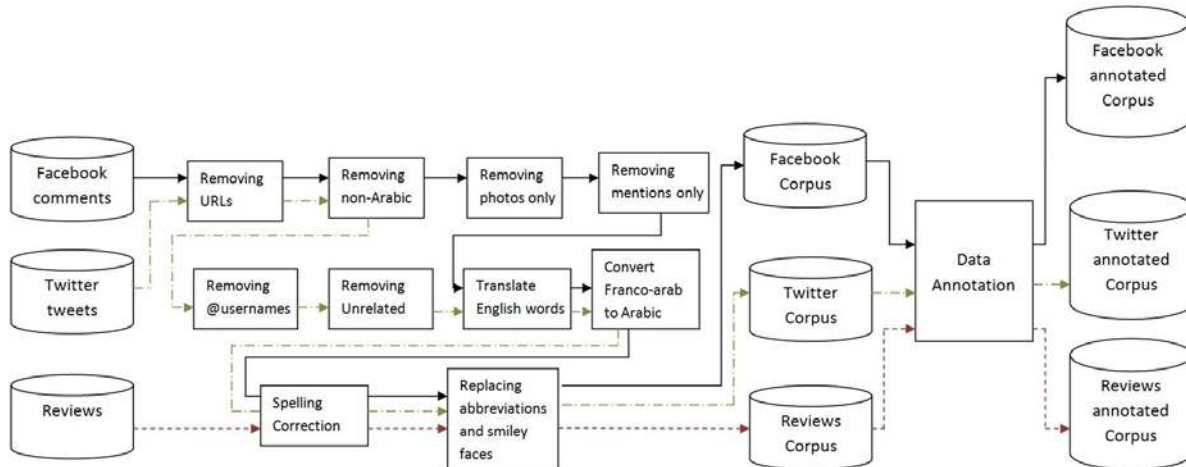 Facebook
annotated
Corpus
Facebook
comments
Removing
URLs
Removing
non-Arabic
Removing
photos only
Removing
mentions only
Facebook
Corpus
Twitter
tweets
Removing
@usernames
Removing
Unrelated
Translate
English words
Convert
Franco-arab
to Arabic
Twitter
Corpus
Data
Annotation
Twitter
annotated
Corpus
Reviews
Spelling
Correction
Replacing
abbreviations
and smiley
faces
Reviews
Corpus
Reviews
annotated
Corpus